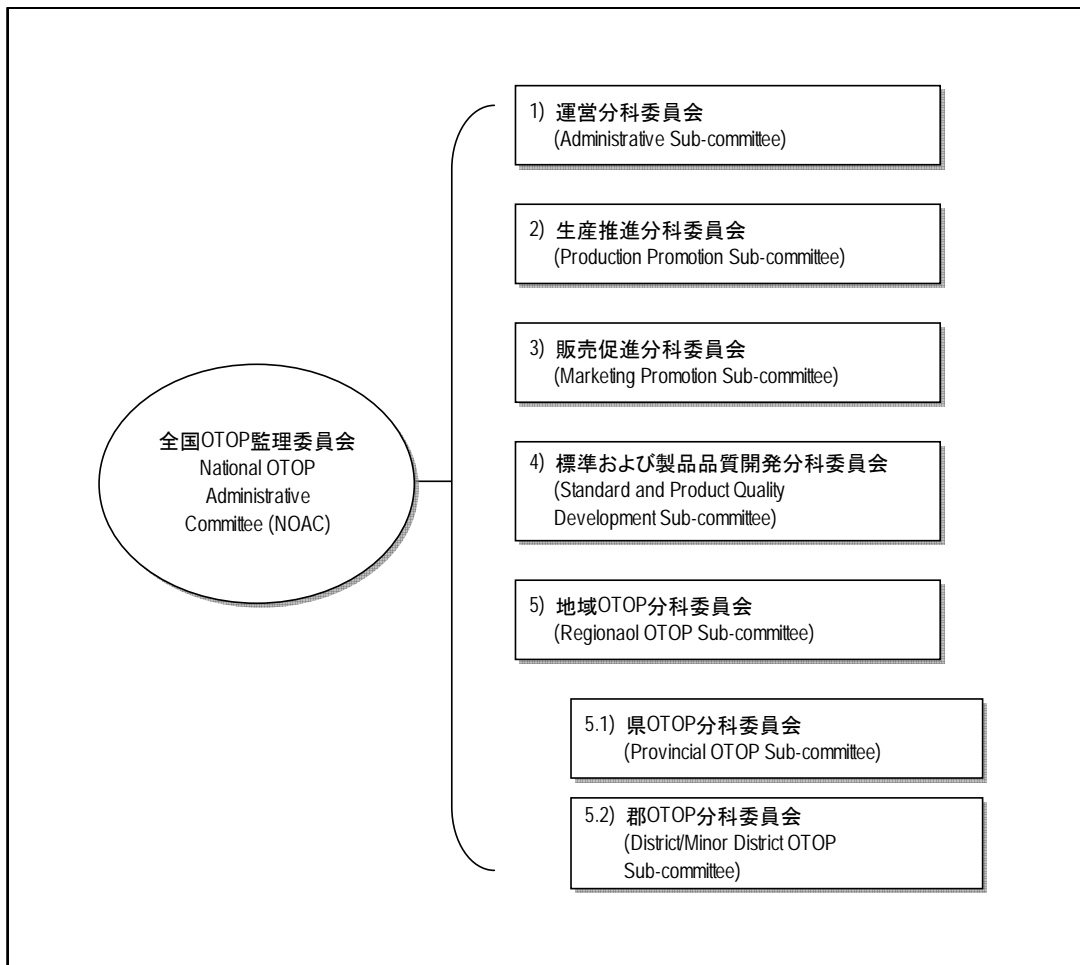 1) 運営分科委員会
(Administrative Sub-committee)
2) 生産推進分科委員会
(Production Promotion Sub-committee)
3) 販売促進分科委員会
(Marketing Promotion Sub-committee)
全国OTOP監理委員会
National OTOP
Administrative
Committee (NOAC)
4) 標準および製品品質開発分科委員会
(Standard and Product Quality
Development Sub-committee)
5) 地域OTOP分科委員会
(Regionaol OTOP Sub-committee)
5.1) 県OTOP分科委員会
(Provincial OTOP Sub-committee)
5.2) 郡OTOP分科委員会
(District/Minor District OTOP
Sub-committee)